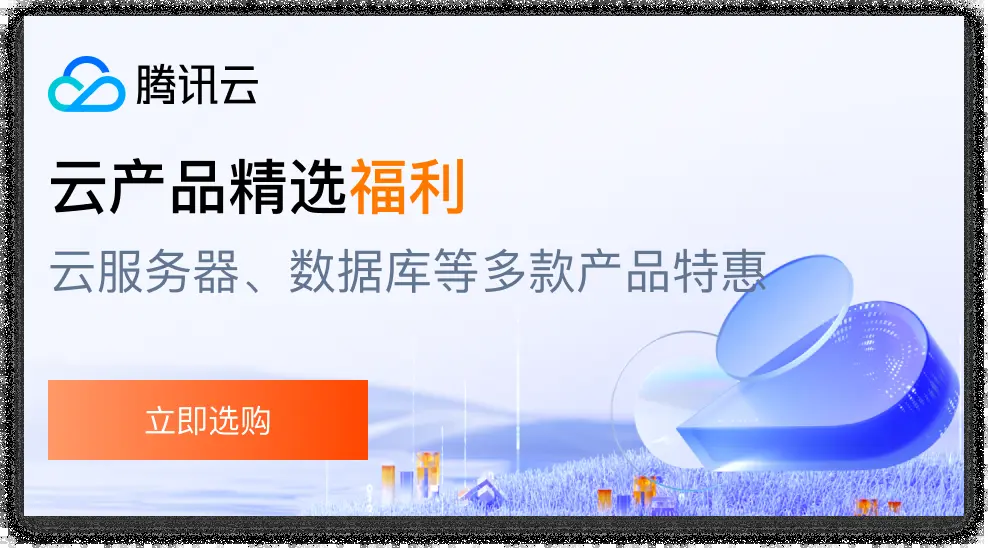 腾讯云
云产品精选福利
云服务器、数据库等多款产品特惠
立即选购